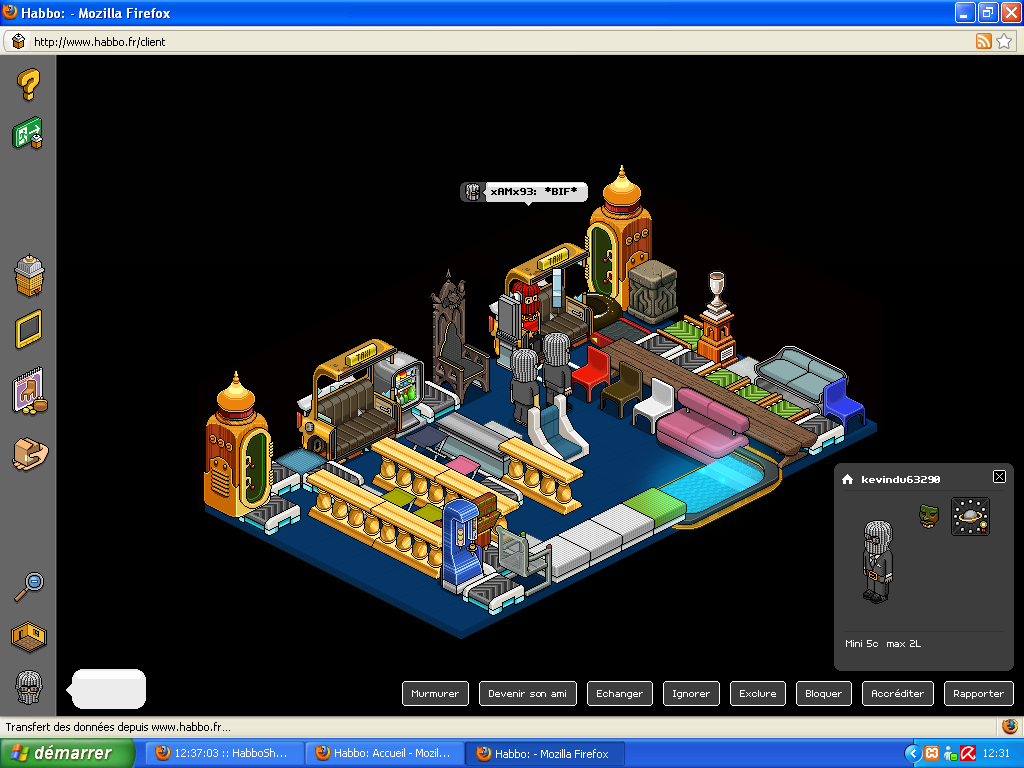 Habbo: - Mozilla Firefox
http://www.habbo.fr/client
xAMx93: *BIF*
TAXI
TAXI
kevindu63290
Mini 5c max 2L
Murmurer
Devenir son ami
Echanger
Ignorer
Exclure
Bloquer
Accréditer
Rapporter
Transfert des données depuis www.habbo.fr...
démarrer
12:37:03 :: HabboSh...
Habbo: Accueil - Mozil...
Habbo: - Mozilla Firefox
12:31